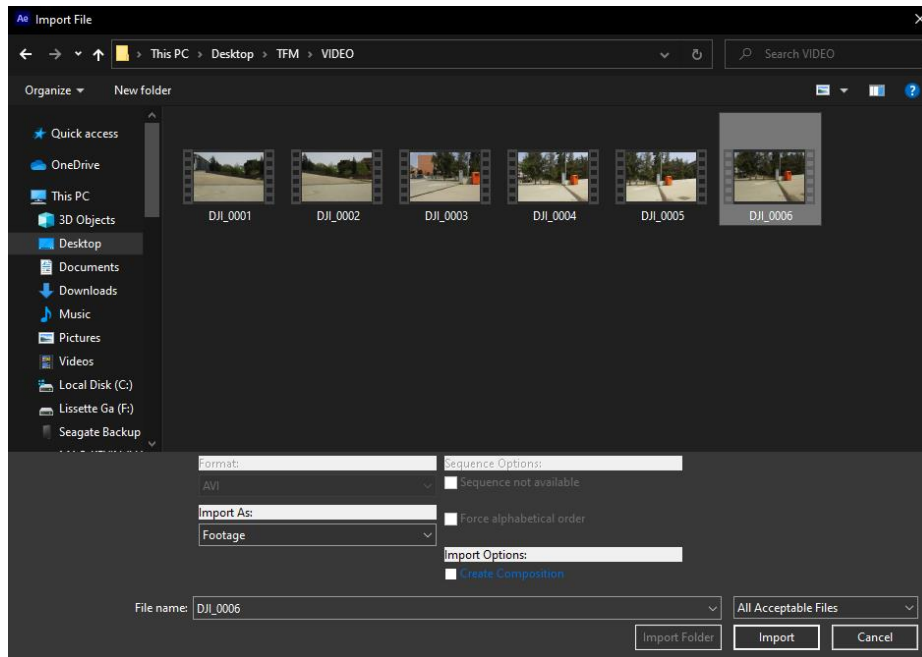 Ae Import File
This PC > Desktop > TFM > VIDEO
Search VIDEO
Organize
New folder
Quick access
OneDrive
This PC
3D Objects
Desktop
Documents
Downloads
Music
Pictures
Videos
Local Disk (C:)
Lissette Ga (F:)
Seagate Backup
DJI_0001
DJI_0002
DJI_0003
DJI_0004
DJI_0005
DJI_0006
Format:
AVI
Import As:
Footage
Sequence Options:
Sequence not available
Force alphabetical order
Import Options:
Create Composition
File name: DJI_0006
All Acceptable Files
Import Folder
Import
Cancel